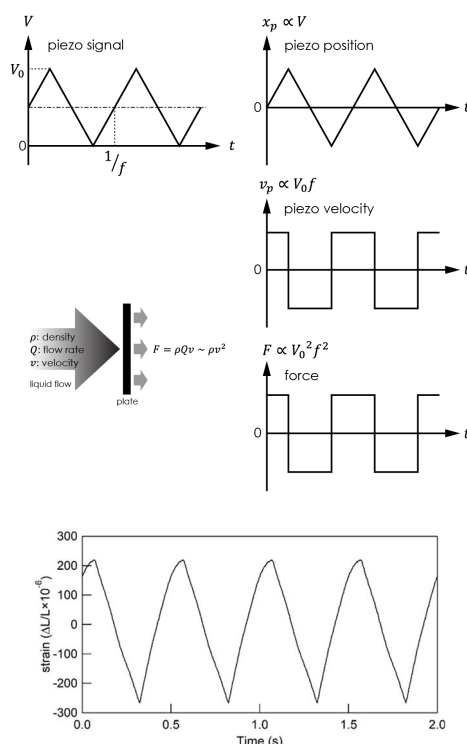 V
piezo signal
V₀
0
1/f
t
xₚ ∝ V
piezo position
0
t
vₚ ∝ V₀f
piezo velocity
0
t
ρ: density
Q: flow rate
v: velocity
liquid flow
plate
F = ρQv ~ ρv²
F ∝ V₀²f²
force
0
t
strain (ΔL/L×10⁻⁶)
300
200
100
0
-100
-200
-300
0.0
0.5
1.0
1.5
2.0
Time (s)